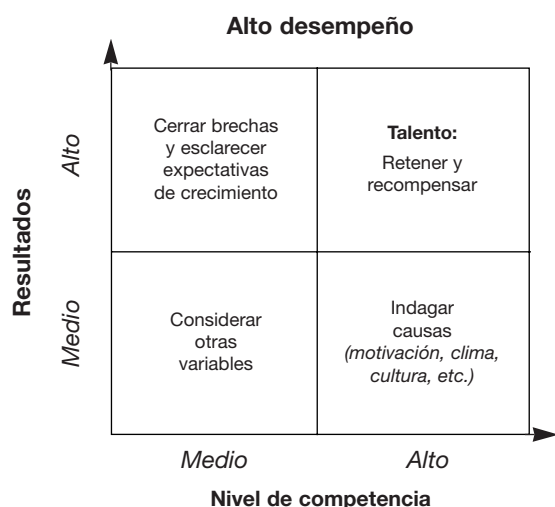 Alto desempeño
Resultados
Alto
Cerrar brechas
y esclarecer
expectativas
de crecimiento
Talento:
Retener y
recompensar
Medio
Considerar
otras
variables
Indagar
causas
(motivación, clima,
cultura, etc.)
Medio
Alto
Nivel de competencia